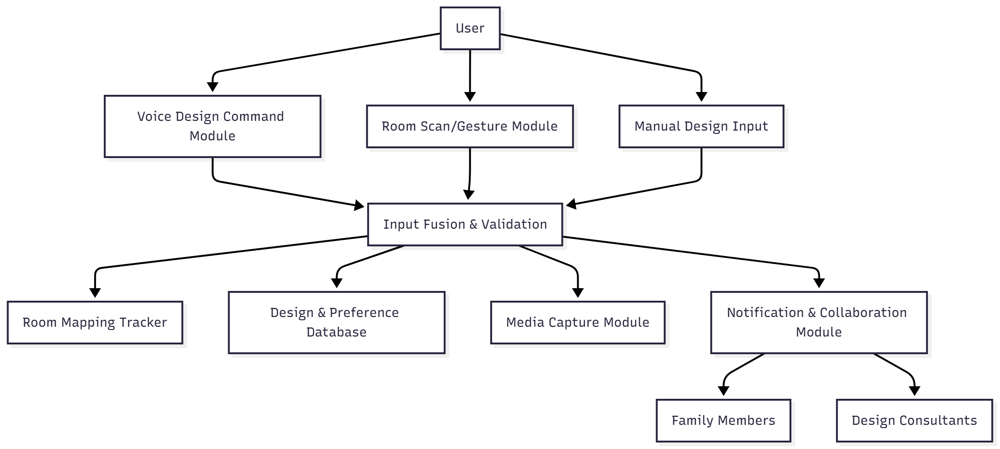 User
Voice Design Command
Module
Room Scan/Gesture Module
Manual Design Input
Input Fusion & Validation
Room Mapping Tracker
Design & Preference
Database
Media Capture Module
Notification & Collaboration
Module
Family Members
Design Consultants